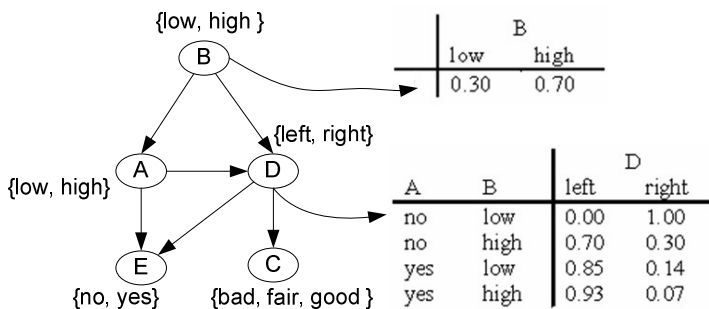 {low, high }
B
{left, right}
A
D
{low, high}
E
C
{no, yes}
{bad, fair, good }
B
low high
0.30 0.70
D
A B left right
no low 0.00 1.00
no high 0.70 0.30
yes low 0.85 0.14
yes high 0.93 0.07